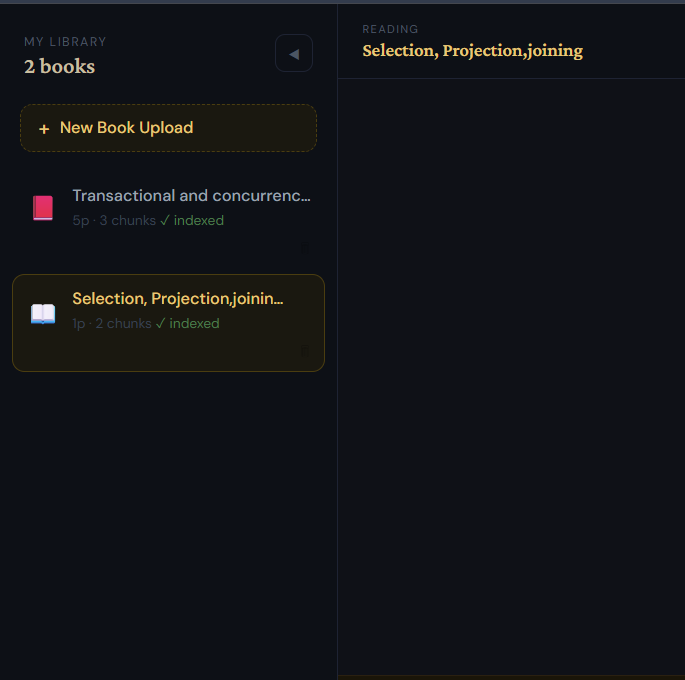 MY LIBRARY
2 books
◀
+ New Book Upload
Transactional and concurrenc...
5p · 3 chunks ✓ indexed
Selection, Projection,joinin...
1p · 2 chunks ✓ indexed
READING
Selection, Projection,joining